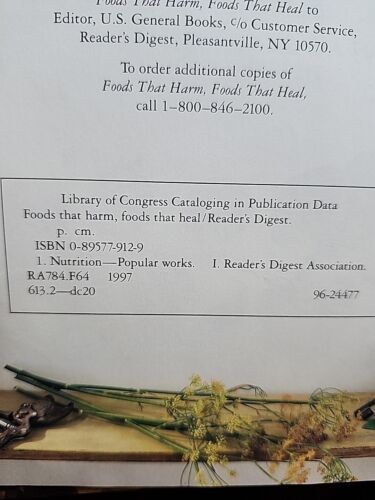 Foods That Harm, Foods That Heal to
Editor, U.S. General Books, c/o Customer Service,
Reader's Digest, Pleasantville, NY 10570.
To order additional copies of
Foods That Harm, Foods That Heal,
call 1-800-846-2100.
Library of Congress Cataloging in Publication Data
Foods that harm, foods that heal/Reader's Digest.
p. cm.
ISBN 0-89577-912-9
1. Nutrition—Popular works. I. Reader's Digest Association.
RA784.F64 1997
613.2—dc20 96-24477